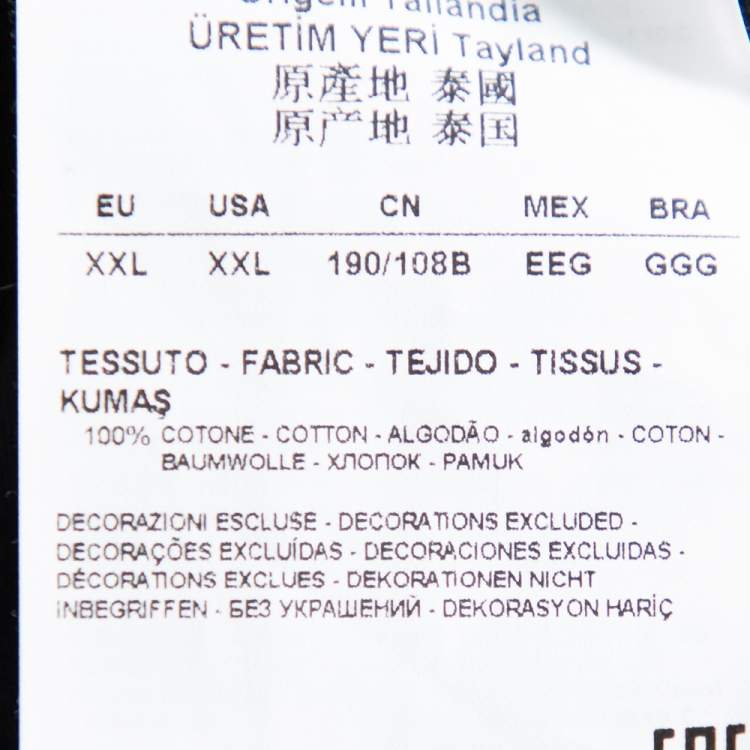 Origem Tailândia
ÜRETİM YERİ Tayland
原產地 泰國
原产地 泰国
EU USA CN MEX BRA
XXL XXL 190/108B EEG GGG
TESSUTO - FABRIC - TEJIDO - TISSUS -
KUMAŞ
100% COTONE - COTTON - ALGODÃO - algodón - COTON -
BAUMWOLLE - ХЛОПОК - PAMUK
DECORAZIONI ESCLUSE - DECORATIONS EXCLUDED -
DECORAÇÕES EXCLUÍDAS - DECORACIONES EXCLUIDAS -
DÉCORATIONS EXCLUES - DEKORATIONEN NICHT
INBEGRIFFEN - БЕЗ УКРАШЕНИЙ - DEKORASYON HARİÇ